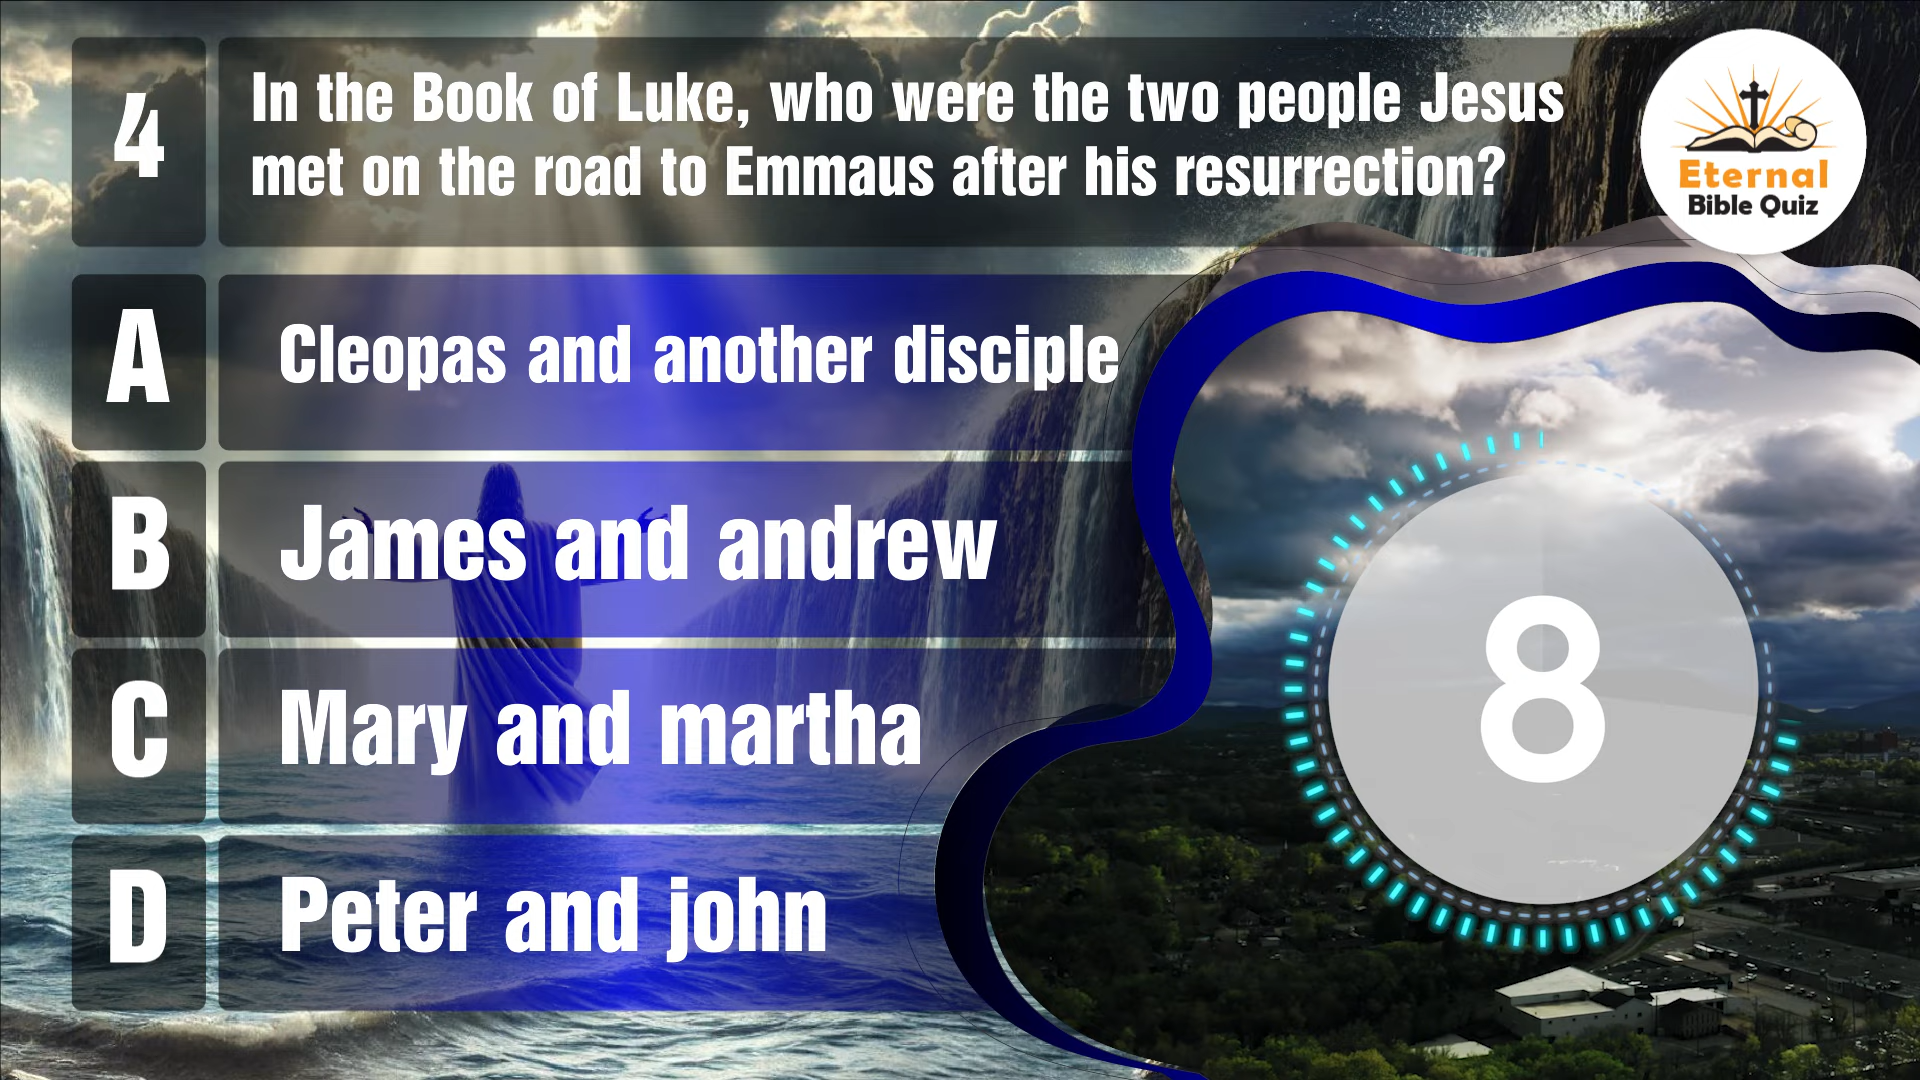 4
In the Book of Luke, who were the two people Jesus
met on the road to Emmaus after his resurrection?
Eternal
Bible Quiz
A
Cleopas and another disciple
B
James and andrew
C
Mary and martha
D
Peter and john
8